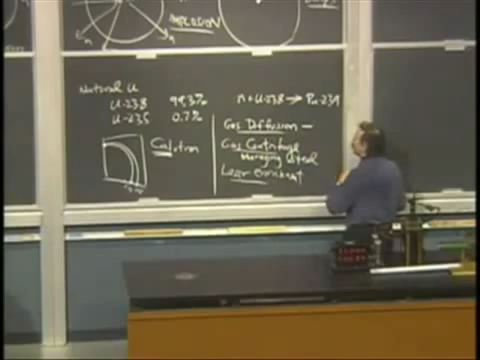 IMPLOSION
n
n
Natural U
U-238 99.3%
U-235 0.7%
Calutron
n + U-238 → Pu-239
Gas Diffusion —
Gas Centrifuge
Maraging steel
Laser enrichment